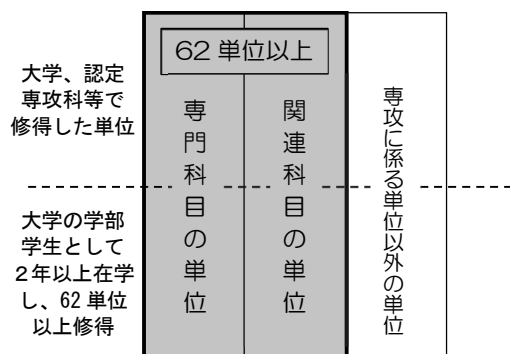 62 単位以上
大学、認定
専攻科等で
修得した単位
専門科目の単位
関連科目の単位
専攻に係る単位以外の単位
大学の学部
学生として
２年以上在学
し、62 単位
以上修得